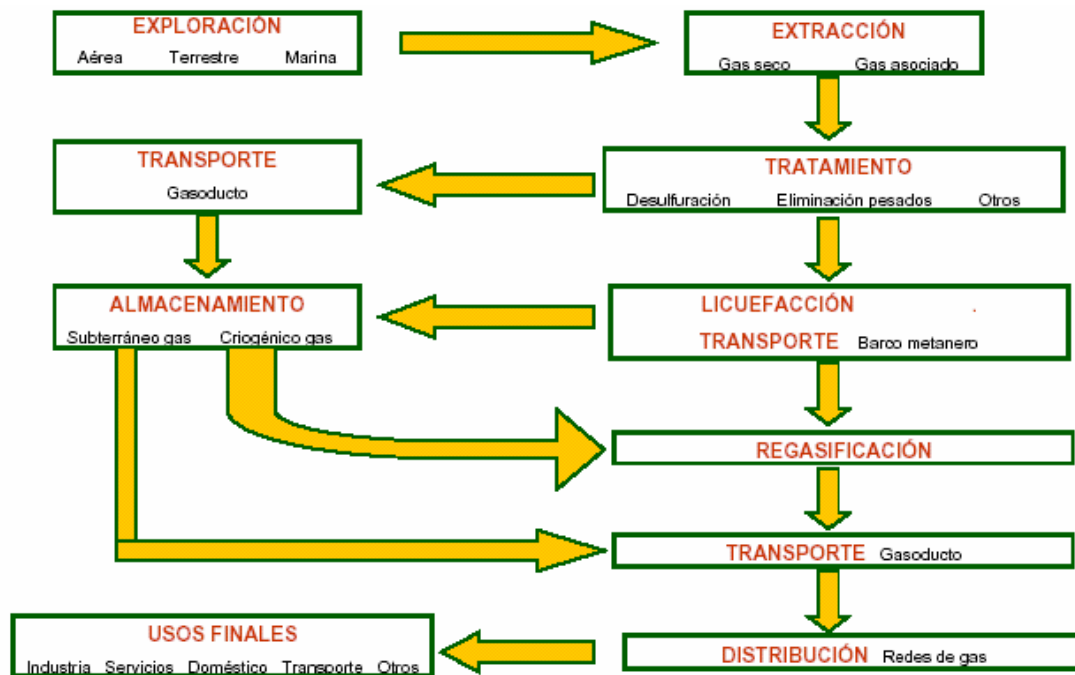 EXPLORACIÓN
Aérea Terrestre Marina
EXTRACCIÓN
Gas seco Gas asociado
TRANSPORTE
Gasoducto
TRATAMIENTO
Desulfuración Eliminación pesados Otros
ALMACENAMIENTO
Subterráneo gas Criogénico gas
LICUEFACCIÓN .
TRANSPORTE Barco metanero
REGASIFICACIÓN
TRANSPORTE Gasoducto
USOS FINALES
Industria Servicios Doméstico Transporte Otros
DISTRIBUCIÓN Redes de gas